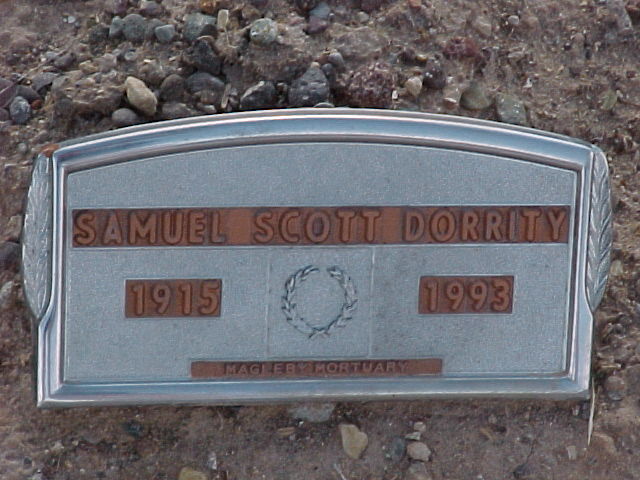 SAMUEL SCOTT DORRITY
1915 1993
MAGLEBY MORTUARY